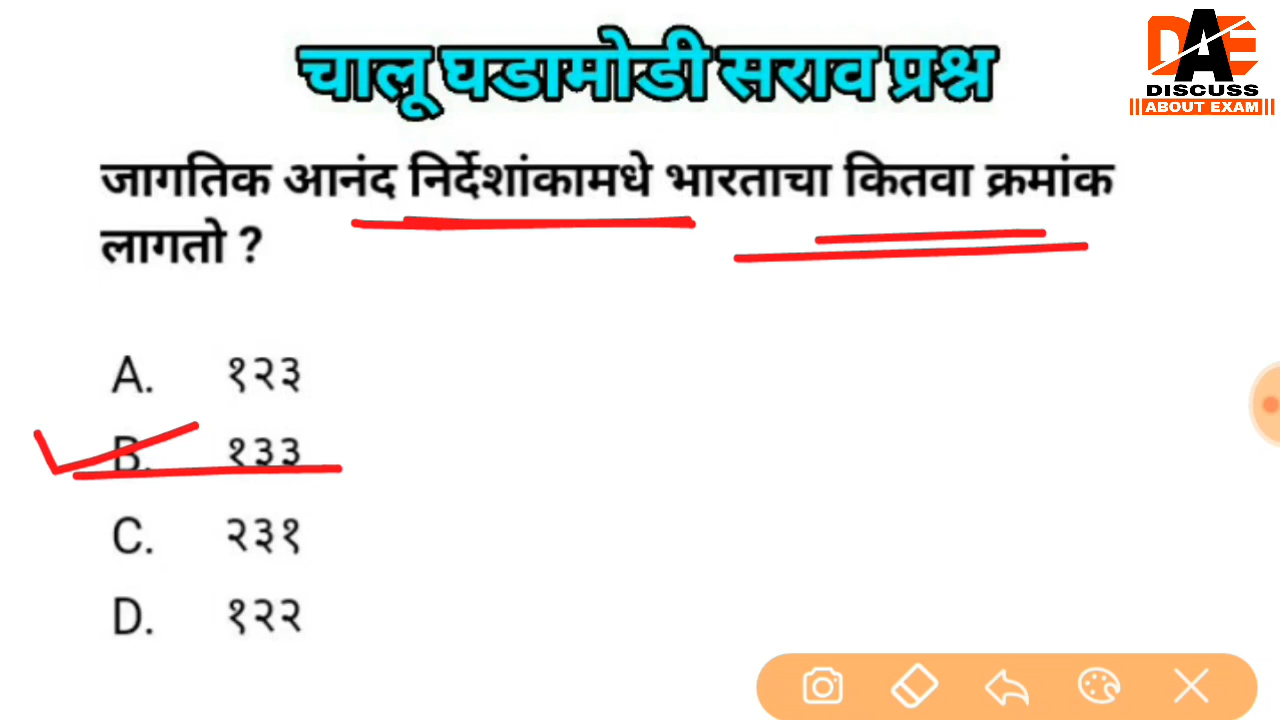 चालू घडामोडी सराव प्रश्न
DAE
DISCUSS
ABOUT EXAM
जागतिक आनंद निर्देशांकामधे भारताचा कितवा क्रमांक
लागतो ?
A. १२३
B. १३३
C. २३१
D. १२२